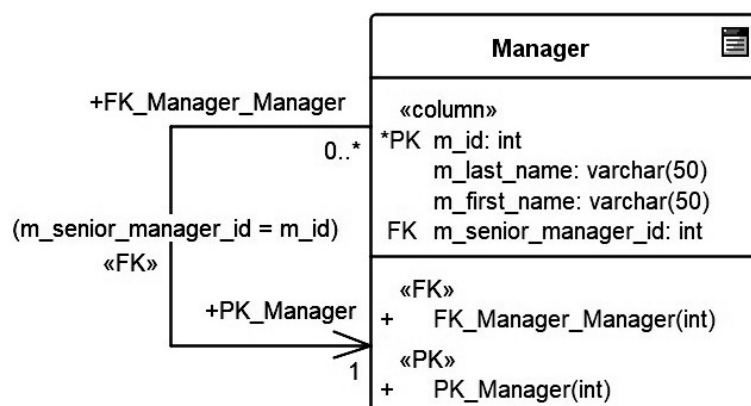 Manager
+FK_Manager_Manager
0..*
(m_senior_manager_id = m_id)
«FK»
+PK_Manager
1
«column»
*PK m_id: int
m_last_name: varchar(50)
m_first_name: varchar(50)
FK m_senior_manager_id: int
«FK»
+ FK_Manager_Manager(int)
«PK»
+ PK_Manager(int)